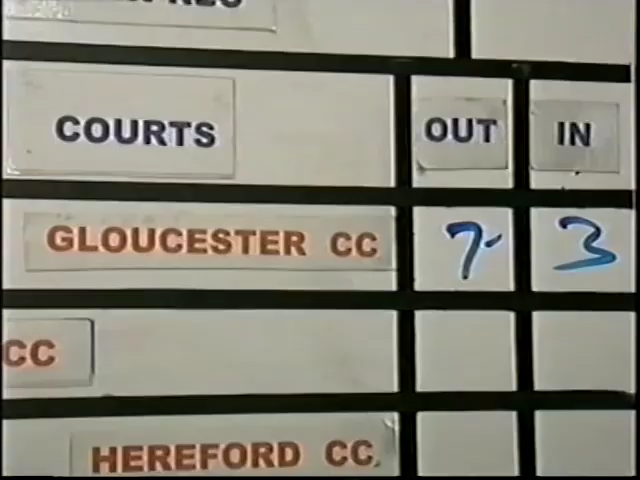 COURTS OUT IN
GLOUCESTER CC 7 3
CC
HEREFORD CC